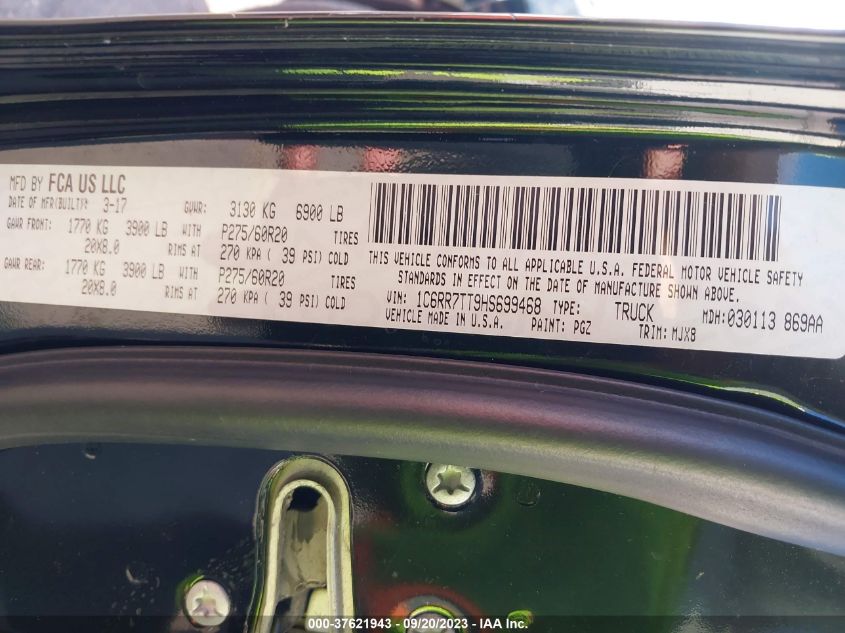 MFD BY FCA US LLC
DATE OF MFR(BUILT): 3-17 GVWR: 3130 KG 6900 LB
GAWR FRONT: 1770 KG 3900 LB WITH P275/60R20 TIRES
20X8.0 RIMS AT 270 KPA ( 39 PSI) COLD
GAWR REAR: 1770 KG 3900 LB WITH P275/60R20 TIRES
20X8.0 RIMS AT 270 KPA ( 39 PSI) COLD
THIS VEHICLE CONFORMS TO ALL APPLICABLE U.S.A. FEDERAL MOTOR VEHICLE SAFETY
STANDARDS IN EFFECT ON THE DATE OF MANUFACTURE SHOWN ABOVE.
VIN: 1C6RR7TT9HS699468 TYPE: TRUCK MDH: 030113 869AA
VEHICLE MADE IN U.S.A. PAINT: PGZ TRIM: MJX8
000-37621943 - 09/20/2023 - IAA Inc.